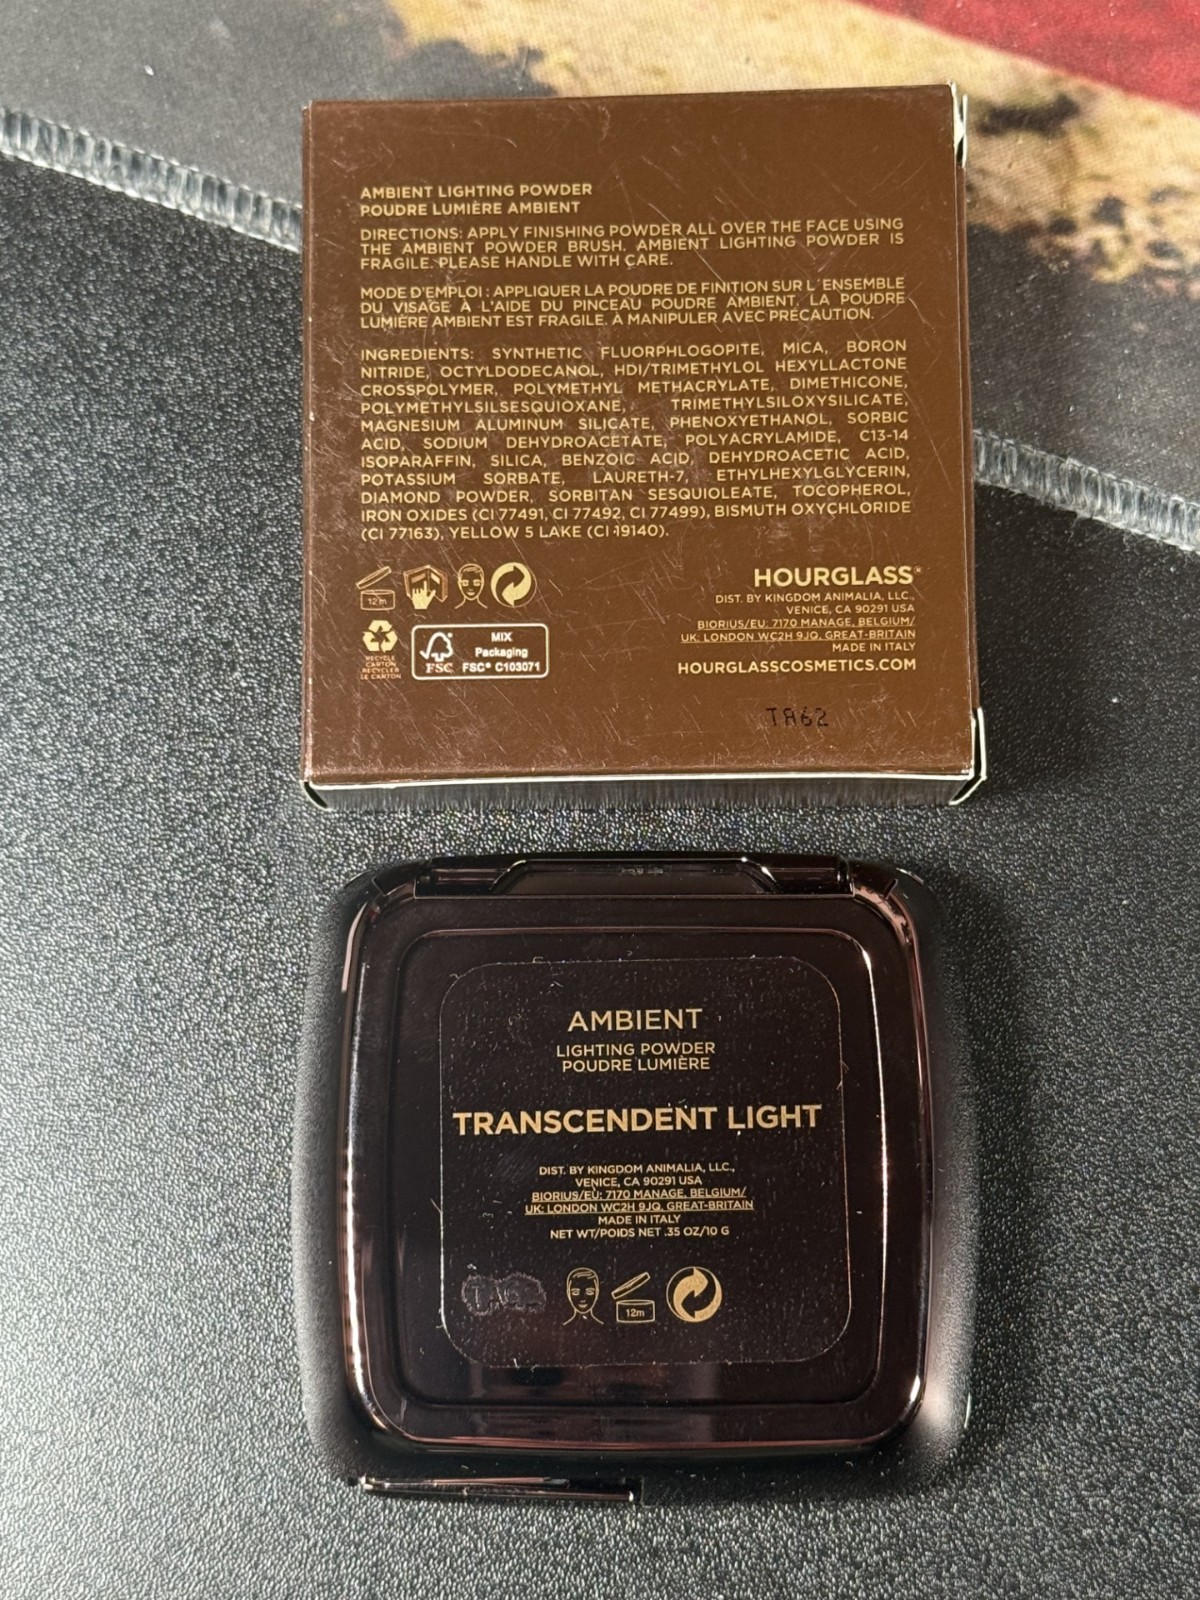 AMBIENT LIGHTING POWDER
POUDRE LUMIÈRE AMBIENT
DIRECTIONS: APPLY FINISHING POWDER ALL OVER THE FACE USING
THE AMBIENT POWDER BRUSH. AMBIENT LIGHTING POWDER IS
FRAGILE. PLEASE HANDLE WITH CARE.
MODE D'EMPLOI : APPLIQUER LA POUDRE DE FINITION SUR L'ENSEMBLE
DU VISAGE À L'AIDE DU PINCEAU POUDRE AMBIENT. LA POUDRE
LUMIÈRE AMBIENT EST FRAGILE. À MANIPULER AVEC PRÉCAUTION.
INGREDIENTS: SYNTHETIC FLUORPHLOGOPITE, MICA, BORON
NITRIDE, OCTYLDODECANOL, HDI/TRIMETHYLOL HEXYLLACTONE
CROSSPOLYMER, POLYMETHYL METHACRYLATE, DIMETHICONE,
POLYMETHYLSILSESQUIOXANE, TRIMETHYLSILOXYSILICATE,
MAGNESIUM ALUMINUM SILICATE, PHENOXYETHANOL, SORBIC
ACID, SODIUM DEHYDROACETATE, POLYACRYLAMIDE, C13-14
ISOPARAFFIN, SILICA, BENZOIC ACID, DEHYDROACETIC ACID,
POTASSIUM SORBATE, LAURETH-7, ETHYLHEXYLGLYCERIN,
DIAMOND POWDER, SORBITAN SESQUIOLEATE, TOCOPHEROL,
IRON OXIDES (CI 77491, CI 77492, CI 77499), BISMUTH OXYCHLORIDE
(CI 77163), YELLOW 5 LAKE (CI 19140).
12m
RECYCLE
CARTON
RECYCLER
LE CARTON
FSC
MIX
Packaging
FSC® C103071
HOURGLASS®
DIST. BY KINGDOM ANIMALIA, LLC.,
VENICE, CA 90291 USA
BIORIUS/EU: 7170 MANAGE, BELGIUM/
UK: LONDON WC2H 9JQ, GREAT-BRITAIN
MADE IN ITALY
HOURGLASSCOSMETICS.COM
TA62
AMBIENT
LIGHTING POWDER
POUDRE LUMIÈRE
TRANSCENDENT LIGHT
DIST. BY KINGDOM ANIMALIA, LLC.,
VENICE, CA 90291 USA
BIORIUS/EU: 7170 MANAGE, BELGIUM/
UK: LONDON WC2H 9JQ, GREAT-BRITAIN
MADE IN ITALY
NET WT/POIDS NET .35 OZ/10 G
12m